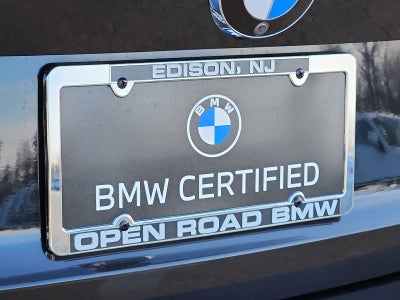 EDISON, NJ
BMW
BMW CERTIFIED
OPEN ROAD BMW